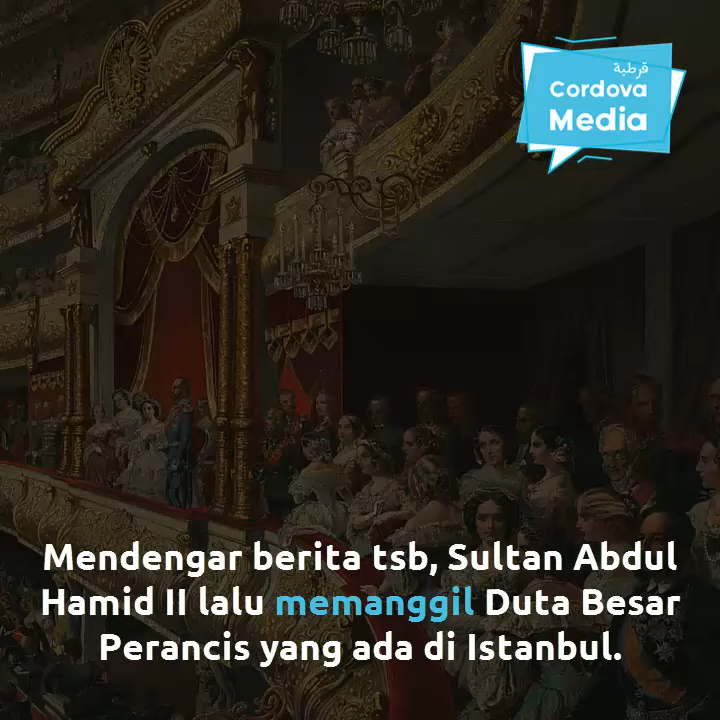 قرطبة
Cordova
Media
Mendengar berita tsb, Sultan Abdul
Hamid II lalu memanggil Duta Besar
Perancis yang ada di Istanbul.